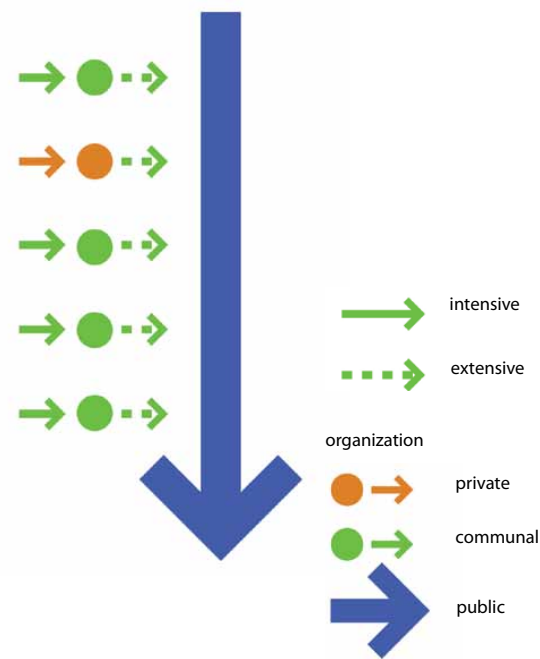 intensive
extensive
organization
private
communal
public